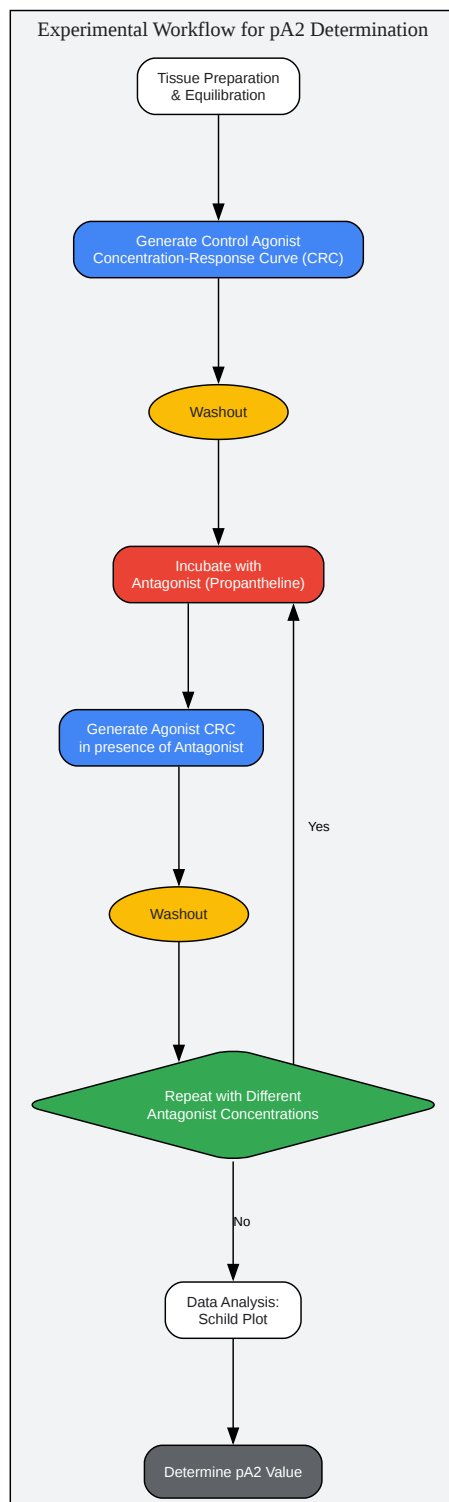 Experimental Workflow for pA2 Determination
Tissue Preparation
& Equilibration
Generate Control Agonist
Concentration-Response Curve (CRC)
Washout
Incubate with
Antagonist (Propantheline)
Generate Agonist CRC
in presence of Antagonist
Yes
Washout
Repeat with Different
Antagonist Concentrations
No
Data Analysis:
Schild Plot
Determine pA2 Value